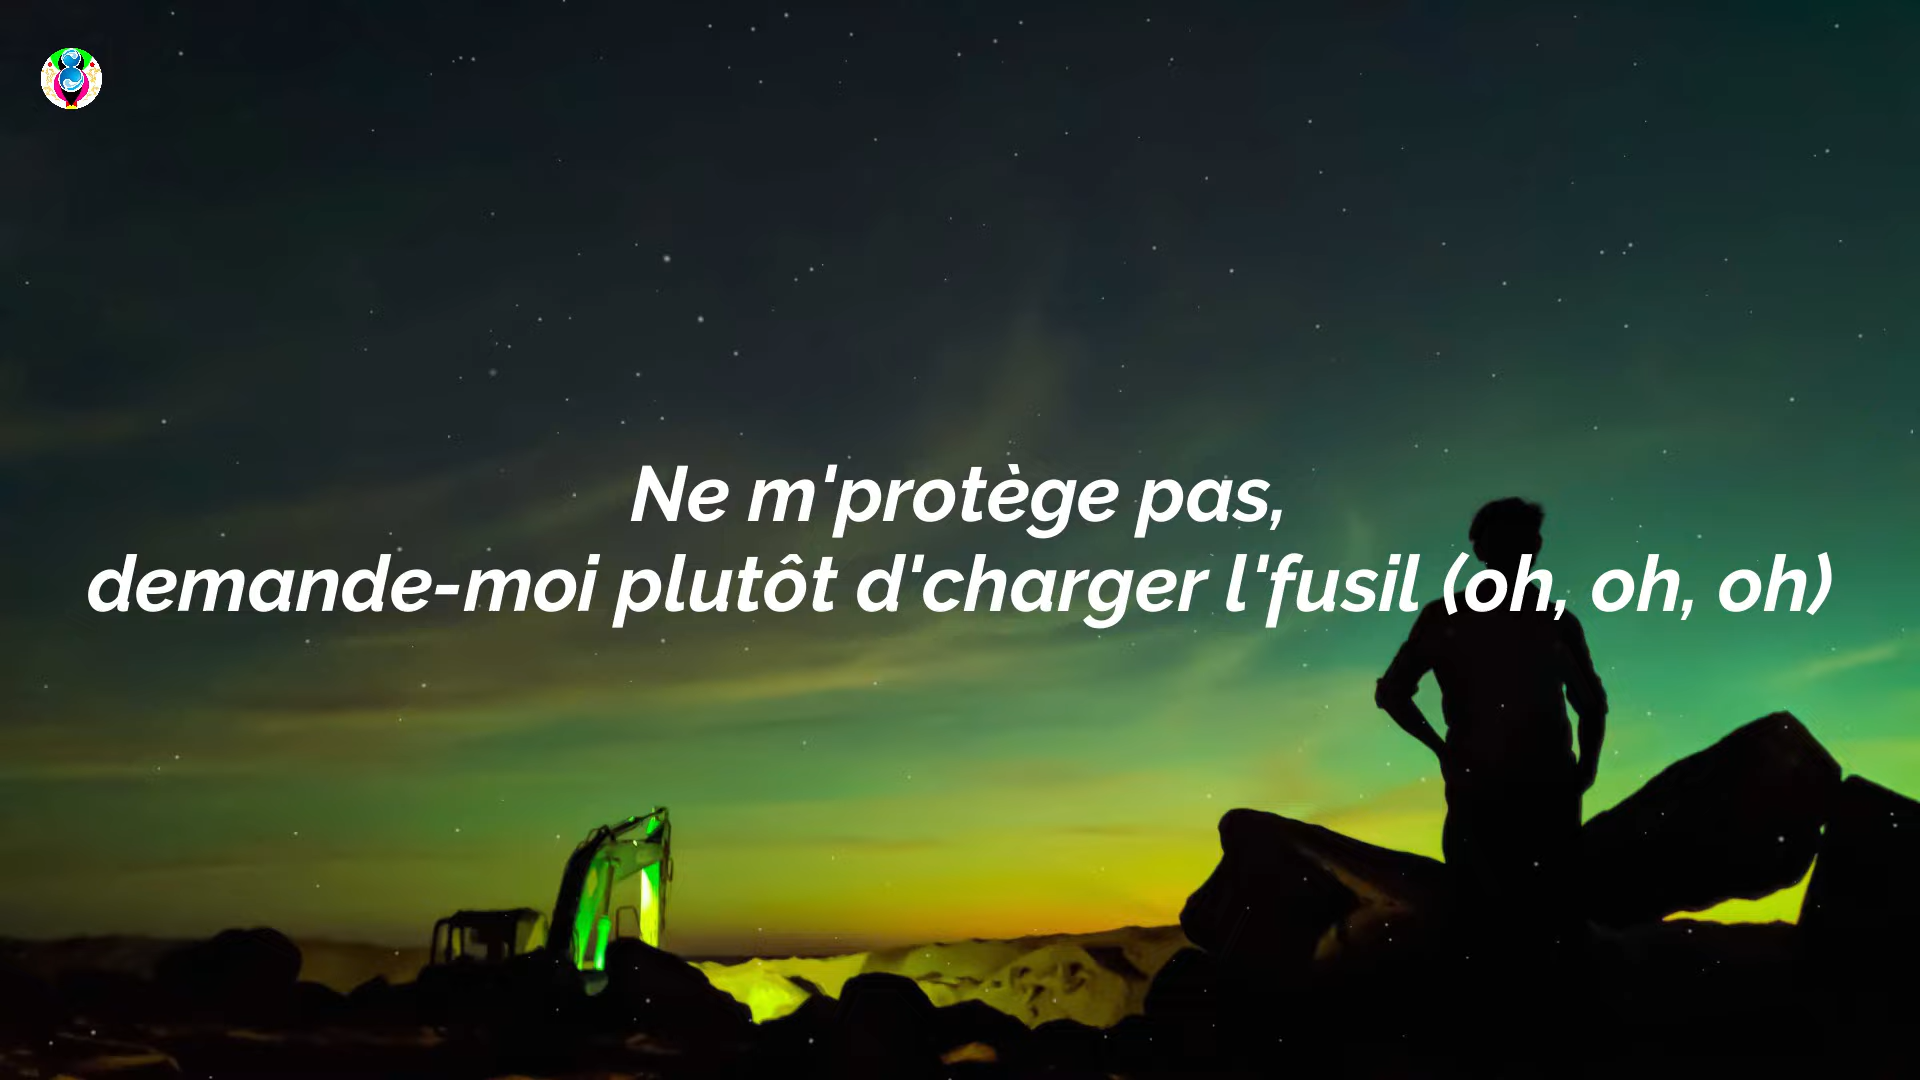 Ne m'protège pas,
demande-moi plutôt d'charger l'fusil (oh, oh, oh)